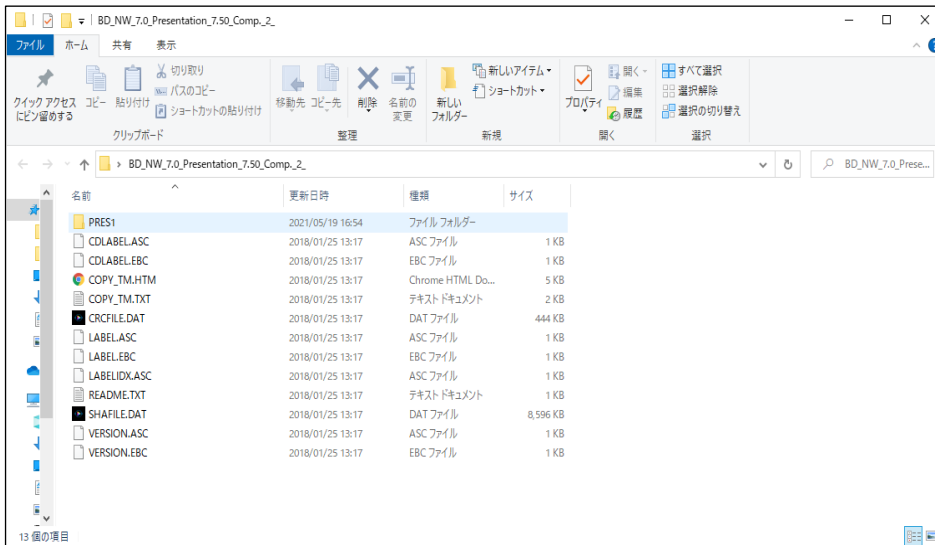 BD_NW_7.0_Presentation_7.50_Comp._2_
ファイル ホーム 共有 表示
クイック アクセスにピン留めする コピー 貼り付け 切り取り パスのコピー ショートカットの貼り付け
移動先 コピー先 削除 名前の変更 新しいフォルダー 新しいアイテム ショートカット
プロパティ 開く 編集 履歴 すべて選択 選択解除 選択の切り替え
クリップボード 整理 新規 開く 選択
BD_NW_7.0_Presentation_7.50_Comp._2_ BD_NW_7.0_Prese...
名前 更新日時 種類 サイズ
PRES1 2021/05/19 16:54 ファイル フォルダー
CDLABEL.ASC 2018/01/25 13:17 ASC ファイル 1 KB
CDLABEL.EBC 2018/01/25 13:17 EBC ファイル 1 KB
COPY_TM.HTM 2018/01/25 13:17 Chrome HTML Do... 5 KB
COPY_TM.TXT 2018/01/25 13:17 テキスト ドキュメント 2 KB
CRCFILE.DAT 2018/01/25 13:17 DAT ファイル 444 KB
LABEL.ASC 2018/01/25 13:17 ASC ファイル 1 KB
LABEL.EBC 2018/01/25 13:17 EBC ファイル 1 KB
LABELIDX.ASC 2018/01/25 13:17 ASC ファイル 1 KB
README.TXT 2018/01/25 13:17 テキスト ドキュメント 1 KB
SHAFILE.DAT 2018/01/25 13:17 DAT ファイル 8,596 KB
VERSION.ASC 2018/01/25 13:17 ASC ファイル 1 KB
VERSION.EBC 2018/01/25 13:17 EBC ファイル 1 KB
13 個の項目